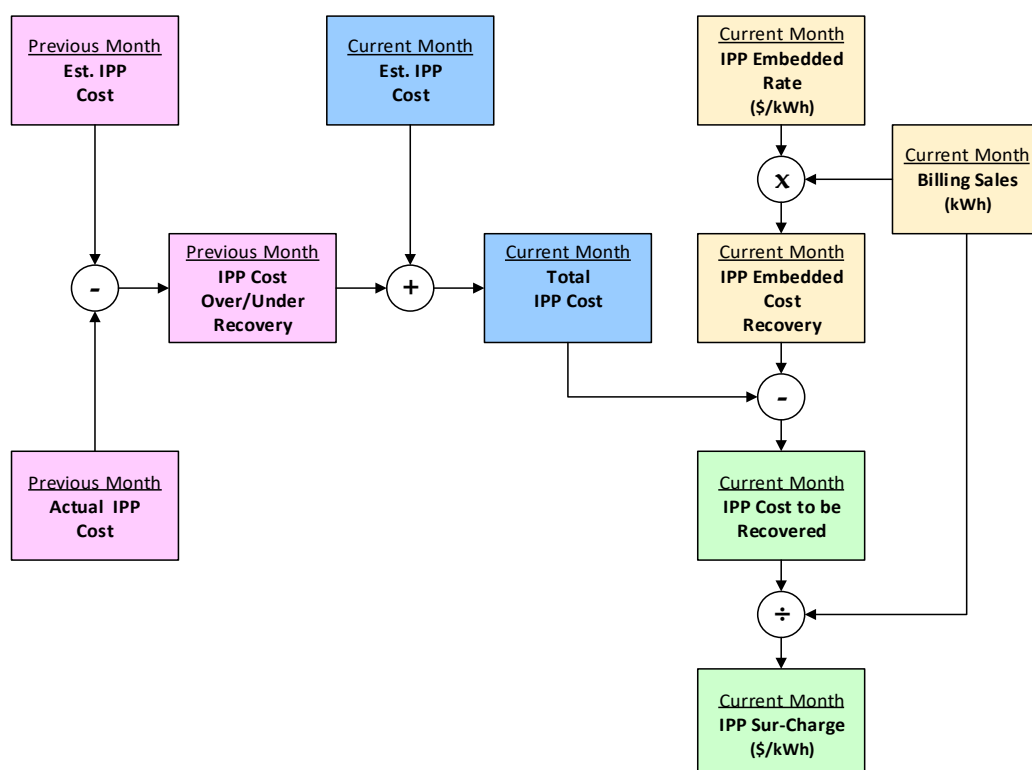 Previous Month
Est. IPP
Cost
Current Month
Est. IPP
Cost
Current Month
IPP Embedded
Rate
($/kWh)
Current Month
Billing Sales
(kWh)
x
Previous Month
IPP Cost
Over/Under
Recovery
Current Month
Total
IPP Cost
Current Month
IPP Embedded
Cost
Recovery
-
+
-
Previous Month
Actual IPP
Cost
Current Month
IPP Cost to be
Recovered
÷
Current Month
IPP Sur-Charge
($/kWh)